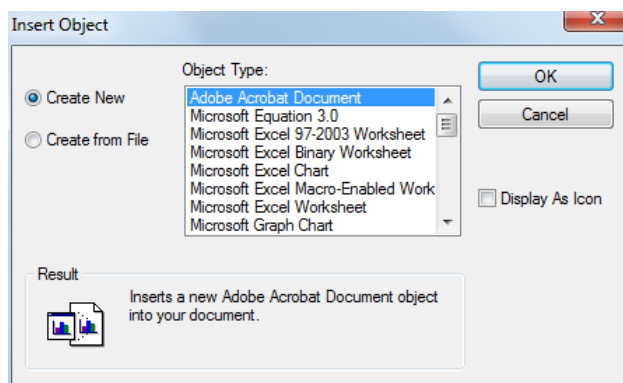 Insert Object
Object Type:
Create New
Create from File
Adobe Acrobat Document
Microsoft Equation 3.0
Microsoft Excel 97-2003 Worksheet
Microsoft Excel Binary Worksheet
Microsoft Excel Chart
Microsoft Excel Macro-Enabled Work
Microsoft Excel Worksheet
Microsoft Graph Chart
OK
Cancel
Display As Icon
Result
Inserts a new Adobe Acrobat Document object
into your document.